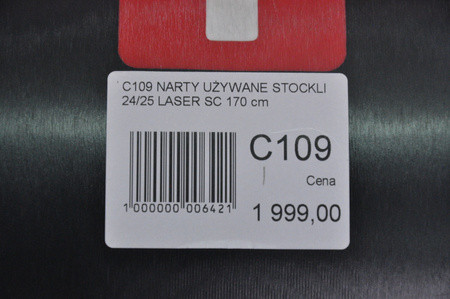 C109 NARTY UŻYWANE STOCKLI
24/25 LASER SC 170 cm
C109
Cena
1 000000 006421
1 999,00